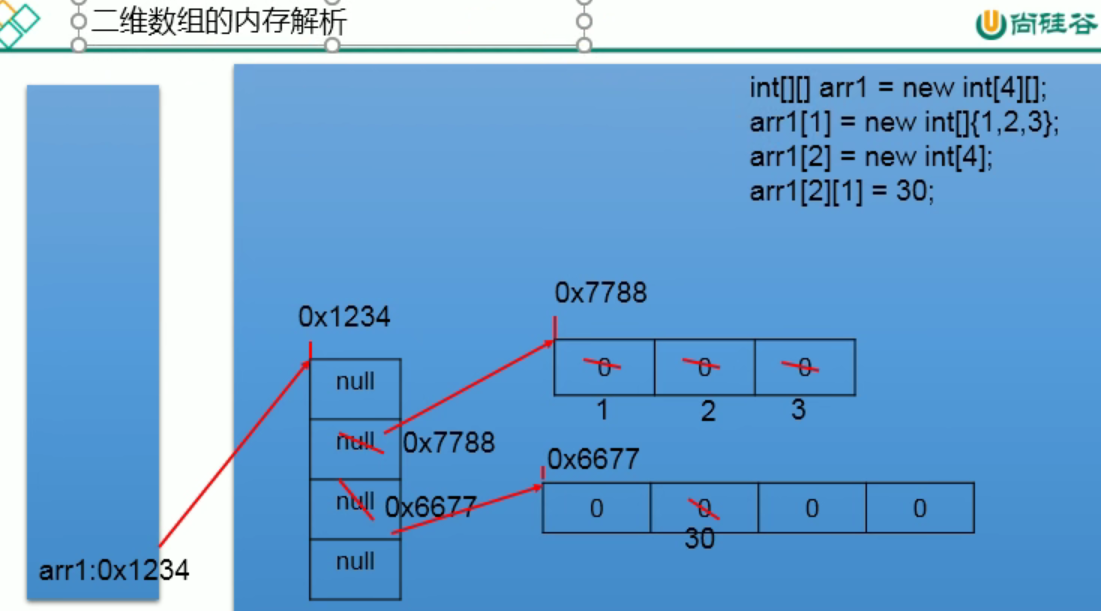 二维数组的内存解析
尚硅谷
int[][] arr1 = new int[4][];
arr1[1] = new int[]{1,2,3};
arr1[2] = new int[4];
arr1[2][1] = 30;
0x7788
0x1234
null
0 0 0
1 2 3
null 0x7788
0x6677
null 0x6677
0 0 0 0
30
null
arr1:0x1234